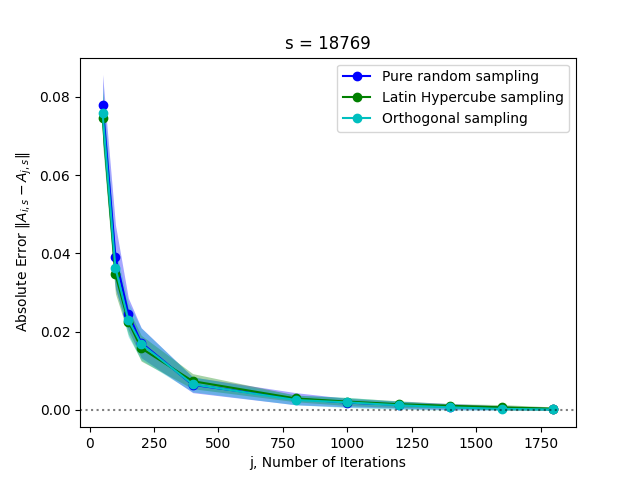 s = 18769
Pure random sampling
Latin Hypercube sampling
Orthogonal sampling
Absolute Error ‖A_{i,s} − A_{j,s}‖
0.08
0.06
0.04
0.02
0.00
0 250 500 750 1000 1250 1500 1750
j, Number of Iterations